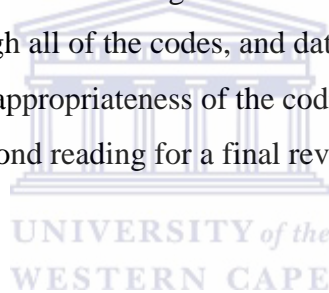 gh all of the codes, and dat
appropriateness of the cod
ond reading for a final rev
UNIVERSITY of the
WESTERN CAPE